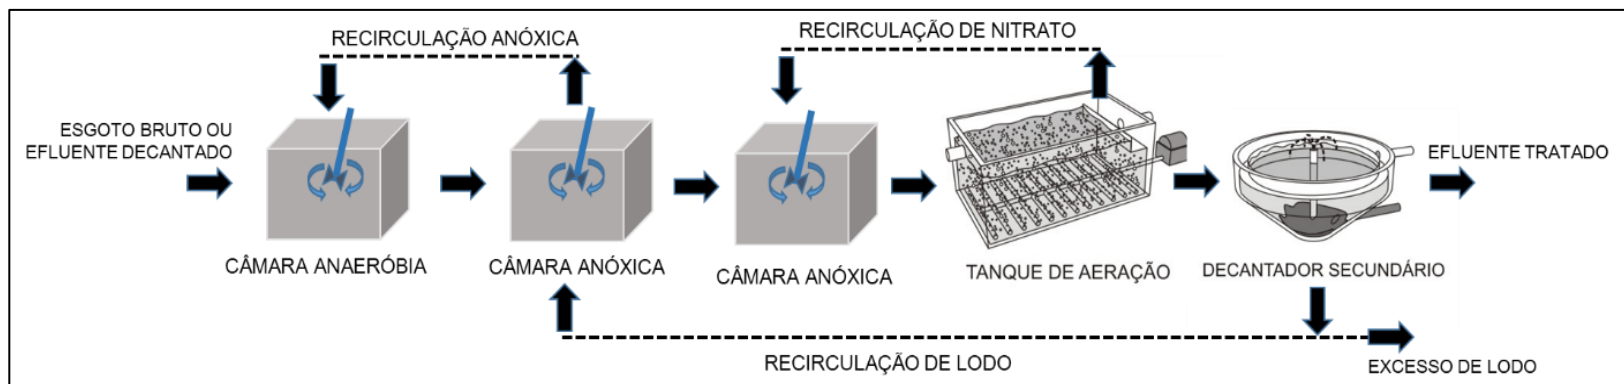 RECIRCULAÇÃO ANÓXICA
RECIRCULAÇÃO DE NITRATO
ESGOTO BRUTO OU
EFLUENTE DECANTADO
EFLUENTE TRATADO
CÂMARA ANAERÓBIA
CÂMARA ANÓXICA
CÂMARA ANÓXICA
TANQUE DE AERAÇÃO
DECANTADOR SECUNDÁRIO
RECIRCULAÇÃO DE LODO
EXCESSO DE LODO